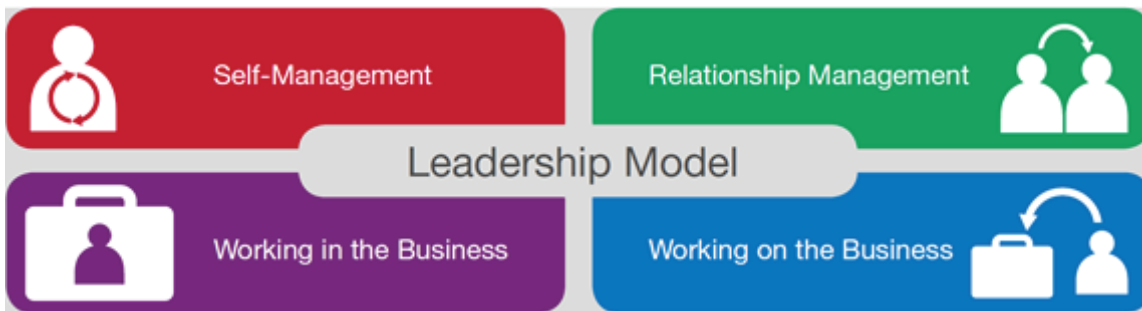 Self-Management
Relationship Management
Leadership Model
Working in the Business
Working on the Business